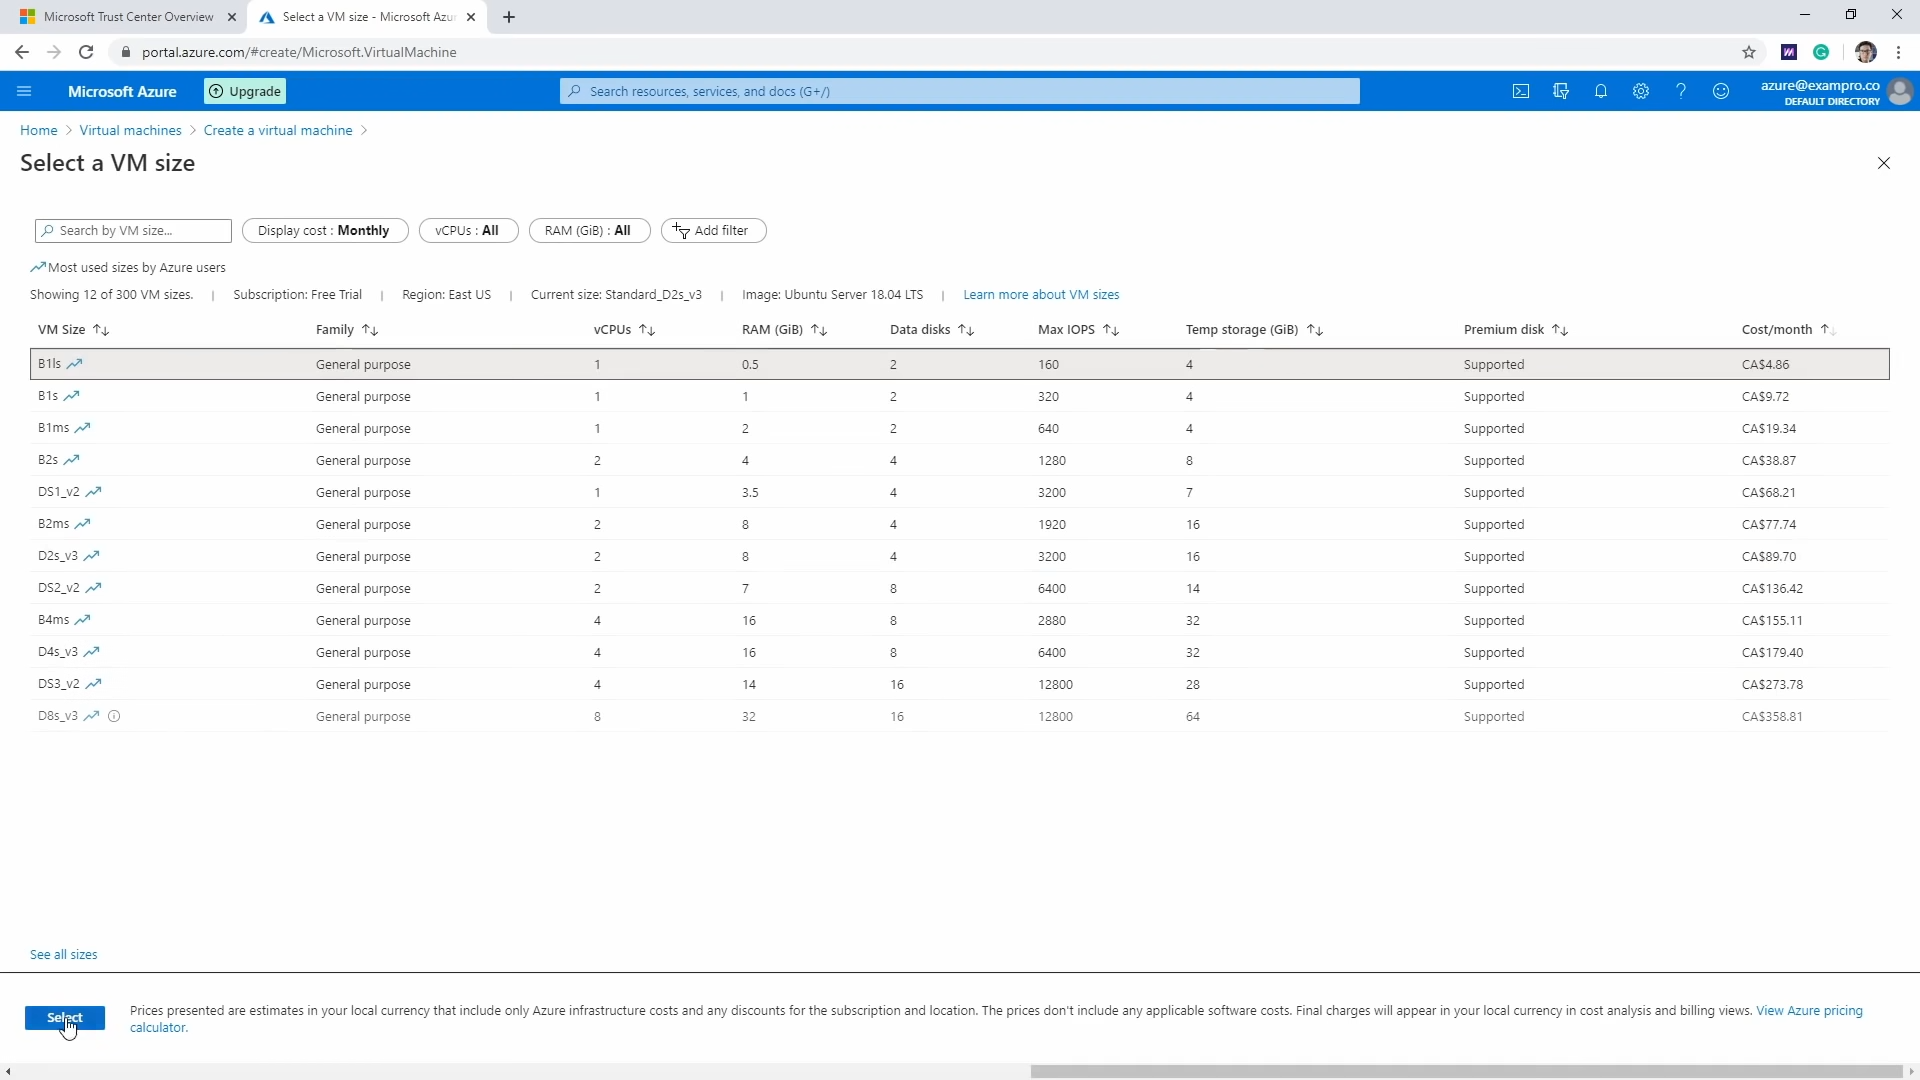 Microsoft Trust Center Overview
Select a VM size - Microsoft Azur
portal.azure.com/#create/Microsoft.VirtualMachine
Microsoft Azure
Upgrade
Search resources, services, and docs (G+/)
azure@exampro.co
DEFAULT DIRECTORY
Home > Virtual machines > Create a virtual machine >
Select a VM size
Search by VM size...
Display cost : Monthly
vCPUs : All
RAM (GiB) : All
Add filter
Most used sizes by Azure users
Showing 12 of 300 VM sizes. | Subscription: Free Trial | Region: East US | Current size: Standard_D2s_v3 | Image: Ubuntu Server 18.04 LTS | Learn more about VM sizes
VM Size Family vCPUs RAM (GiB) Data disks Max IOPS Temp storage (GiB) Premium disk Cost/month
B1ls General purpose 1 0.5 2 160 4 Supported CA$4.86
B1s General purpose 1 1 2 320 4 Supported CA$9.72
B1ms General purpose 1 2 2 640 4 Supported CA$19.34
B2s General purpose 2 4 4 1280 8 Supported CA$38.87
DS1_v2 General purpose 1 3.5 4 3200 7 Supported CA$68.21
B2ms General purpose 2 8 4 1920 16 Supported CA$77.74
D2s_v3 General purpose 2 8 4 3200 16 Supported CA$89.70
DS2_v2 General purpose 2 7 8 6400 14 Supported CA$136.42
B4ms General purpose 4 16 8 2880 32 Supported CA$155.11
D4s_v3 General purpose 4 16 8 6400 32 Supported CA$179.40
DS3_v2 General purpose 4 14 16 12800 28 Supported CA$273.78
D8s_v3 General purpose 8 32 16 12800 64 Supported CA$358.81
See all sizes
Select
Prices presented are estimates in your local currency that include only Azure infrastructure costs and any discounts for the subscription and location. The prices don't include any applicable software costs. Final charges will appear in your local currency in cost analysis and billing views. View Azure pricing
calculator.